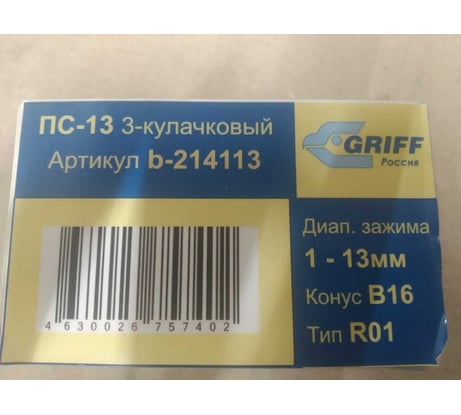 ПС-13 3-кулачковый
Артикул b-214113
GRIFF
Россия
Диап. зажима
1 - 13мм
Конус B16
Тип R01
4 630026 757402